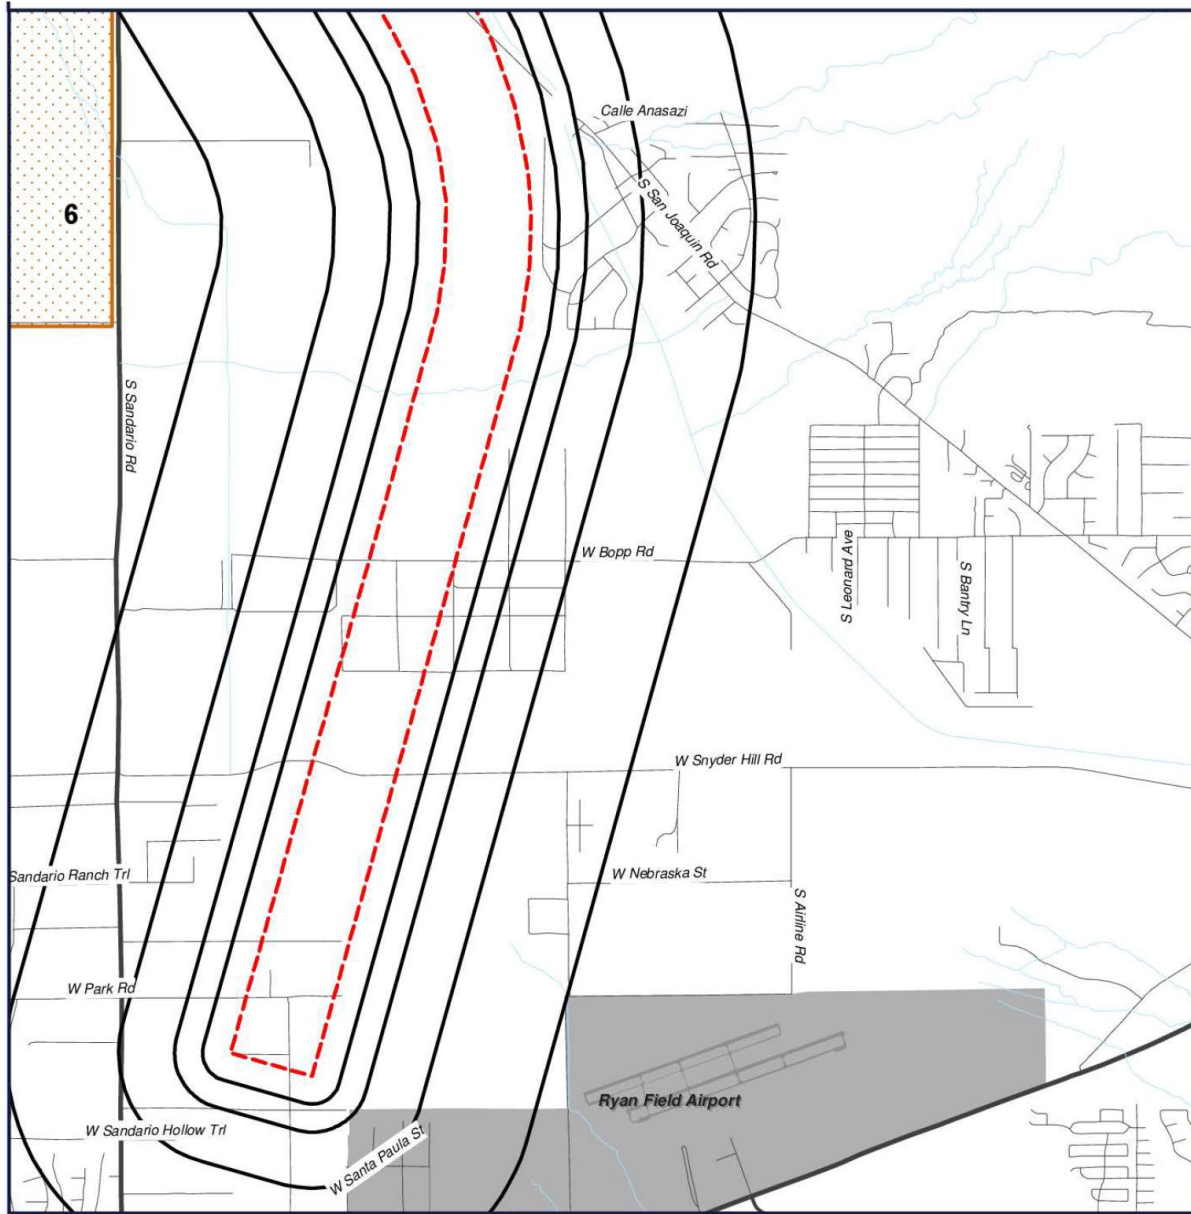 Calle Anasazi
6
S San Joaquin Rd
S Sandario Rd
W Bopp Rd
S Leonard Ave
S Bantry Ln
W Snyder Hill Rd
Sandario Ranch Trl
W Nebraska St
S Airline Rd
W Park Rd
Ryan Field Airport
W Sandario Hollow Trl
W Santa Paula St